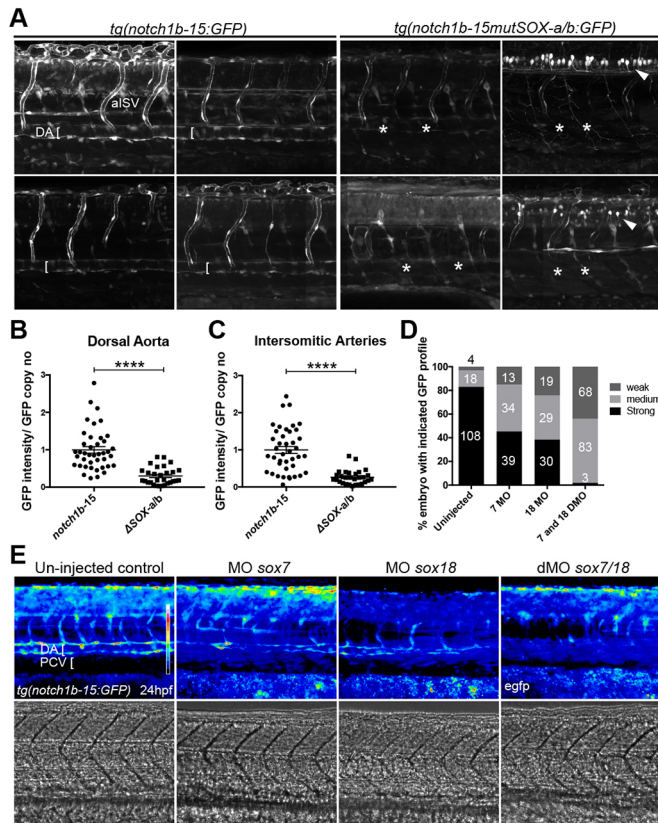 A
tg(notch1b-15:GFP)
tg(notch1b-15mutSOX-a/b:GFP)
aISV
DA [
[
* *
* *
[
[
* *
* *
B
Dorsal Aorta
****
GFP intensity/ GFP copy no
3
2
1
0
notch1b-15
ΔSOX-a/b
C
Intersomitic Arteries
****
GFP intensity/ GFP copy no
3
2
1
0
notch1b-15
ΔSOX-a/b
D
% embryo with indicated GFP profile
100
80
60
40
20
0
4
18
108
13
34
39
19
29
30
68
83
3
weak
medium
Strong
Uninjected
7 MO
18 MO
7 and 18 DMO
E
Un-injected control
MO sox7
MO sox18
dMO sox7/18
DA [
PCV [
tg(notch1b-15:GFP) 24hpf
egfp